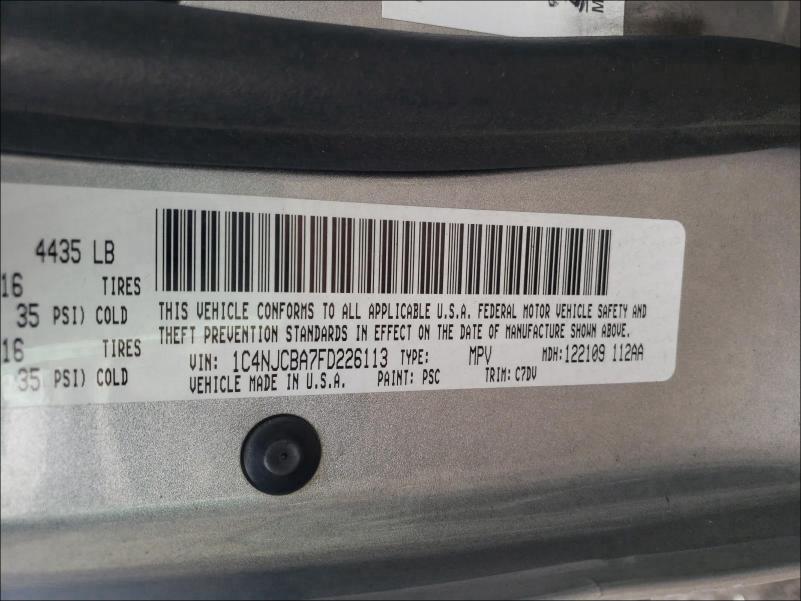 4435 LB
16 TIRES
35 PSI) COLD
16 TIRES
35 PSI) COLD
THIS VEHICLE CONFORMS TO ALL APPLICABLE U.S.A. FEDERAL MOTOR VEHICLE SAFETY AND
THEFT PREVENTION STANDARDS IN EFFECT ON THE DATE OF MANUFACTURE SHOWN ABOVE.
VIN: 1C4NJCBA7FD226113 TYPE: MPV MDH: 122109 112AA
VEHICLE MADE IN U.S.A. PAINT: PSC TRIM: C7DV